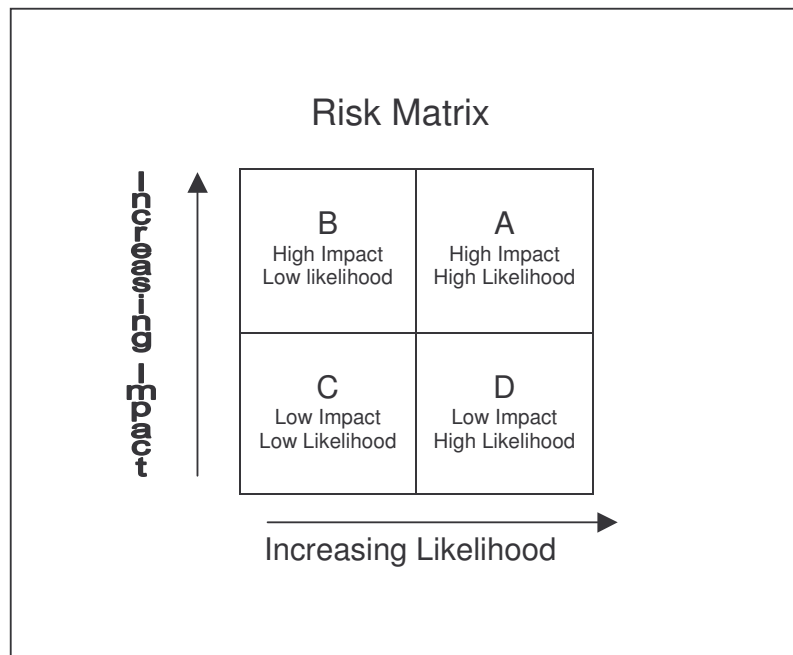 Risk Matrix
Increasing Impact
B
High Impact
Low likelihood
A
High Impact
High Likelihood
C
Low Impact
Low Likelihood
D
Low Impact
High Likelihood
Increasing Likelihood